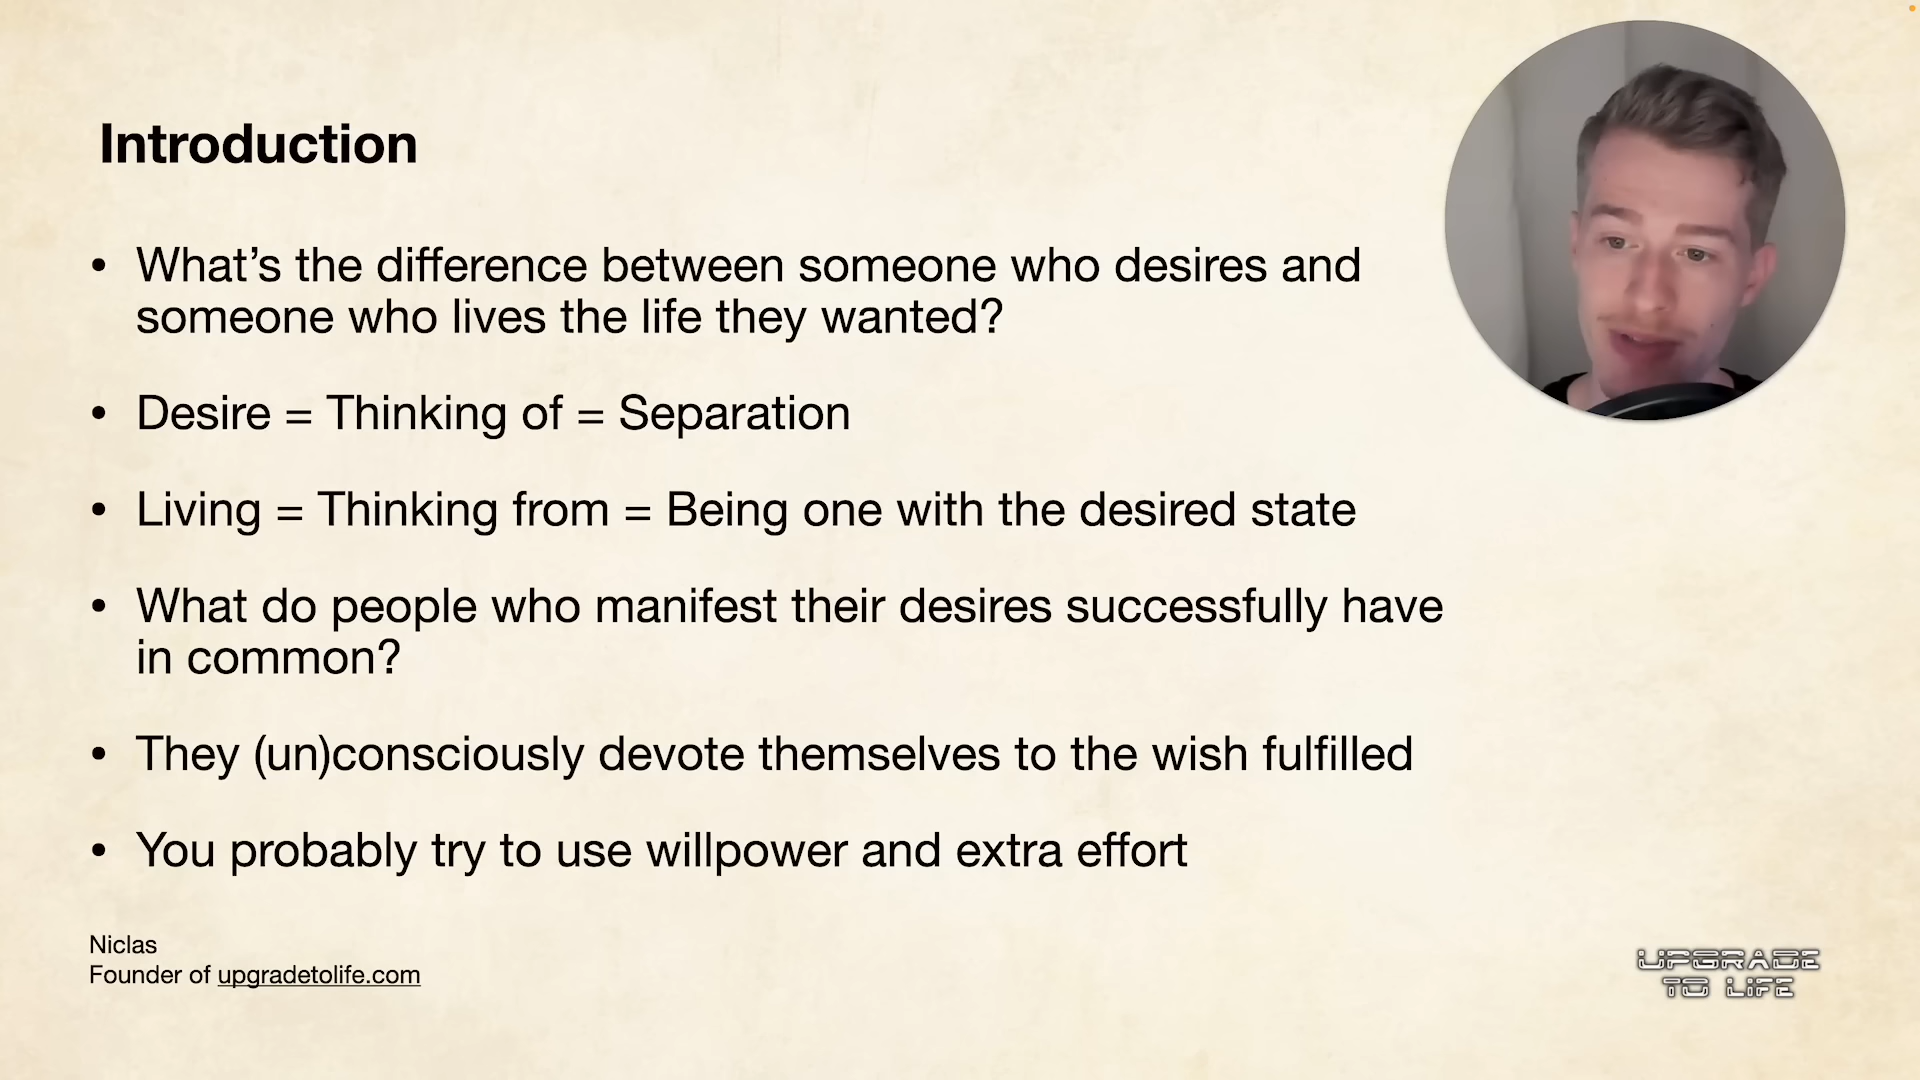 Introduction
• What’s the difference between someone who desires and
someone who lives the life they wanted?
• Desire = Thinking of = Separation
• Living = Thinking from = Being one with the desired state
• What do people who manifest their desires successfully have
in common?
• They (un)consciously devote themselves to the wish fulfilled
• You probably try to use willpower and extra effort
Niclas
Founder of upgradetolife.com
UPGRADE
TO LIFE